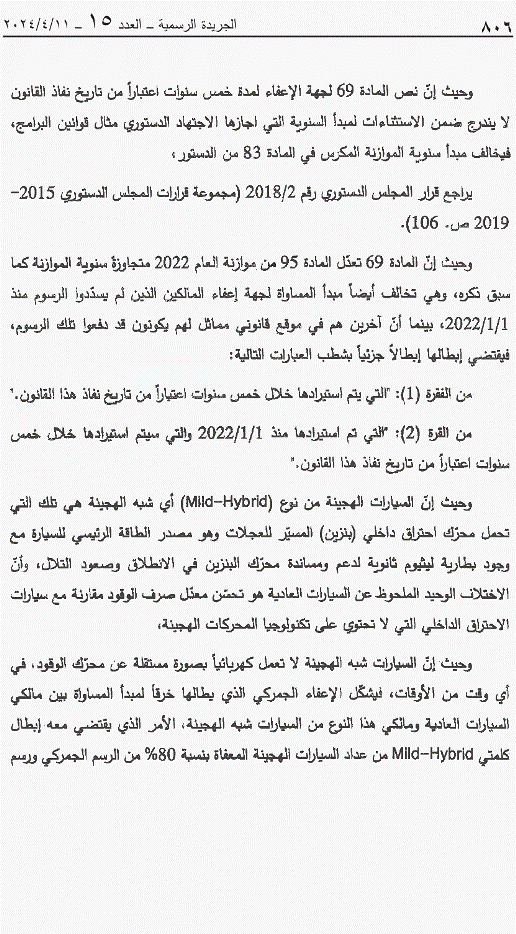 ٨٠٦ الجريدة الرسمية ــ العدد ١٥ ــ ٢٠٢٤/٤/١١
وحيث إنّ نص المادة 69 لجهة الإعفاء لمدة خمس سنوات اعتباراً من تاريخ نفاذ القانون
لا يندرج ضمن الاستثناءات لمبدأ السنوية التي اجازها الاجتهاد الدستوري مثال قوانين البرامج،
فيخالف مبدأ سنوية الموازنة المكرس في المادة 83 من الدستور،
يراجع قرار المجلس الدستوري رقم 2018/2 (مجموعة قرارات المجلس الدستوري 2015–
2019 ص. 106).
وحيث إنّ المادة 69 تعدّل المادة 95 من موازنة العام 2022 متجاوزةً سنوية الموازنة كما
سبق ذكره، وهي تخالف أيضاً مبدأ المساواة لجهة إعفاء المالكين الذين لم يسدّدوا الرسوم منذ
2022/1/1، بينما أنّ آخرين هم في موقع قانوني مماثل لهم يكونون قد دفعوا تلك الرسوم،
فيقتضي إبطالها إبطالاً جزئياً بشطب العبارات التالية:
من الفقرة (1): "التي يتم استيرادها خلال خمس سنوات اعتباراً من تاريخ نفاذ هذا القانون."
من القرة (2): "التي تم استيرادها منذ 2022/1/1 والتي سيتم استيرادها خلال خمس
سنوات اعتباراً من تاريخ نفاذ هذا القانون."
وحيث إنّ السيارات الهجينة من نوع (Mild–Hybrid) أي شبه الهجينة هي تلك التي
تحمل محرّك احتراق داخلي (بنزين) المسيّر للعجلات وهو مصدر الطاقة الرئيسي للسيارة مع
وجود بطارية ليثيوم ثانوية لدعم ومساندة محرّك البنزين في الانطلاق وصعود التلال، وأنّ
الاختلاف الوحيد الملحوظ عن السيارات العادية هو تحسّن معدّل صرف الوقود مقارنة مع سيارات
الاحتراق الداخلي التي لا تحتوي على تكنولوجيا المحركات الهجينة،
وحيث إنّ السيارات شبه الهجينة لا تعمل كهربائياً بصورة مستقلة عن محرّك الوقود، في
أي وقت من الأوقات، فيشكّل الإعفاء الجمركي الذي يطالها خرقاً لمبدأ المساواة بين مالكي
السيارات العادية ومالكي هذا النوع من السيارات شبه الهجينة، الأمر الذي يقتضي معه إبطال
كلمتي Mild–Hybrid من عداد السيارات الهجينة المعفاة بنسبة 80% من الرسم الجمركي ورسم